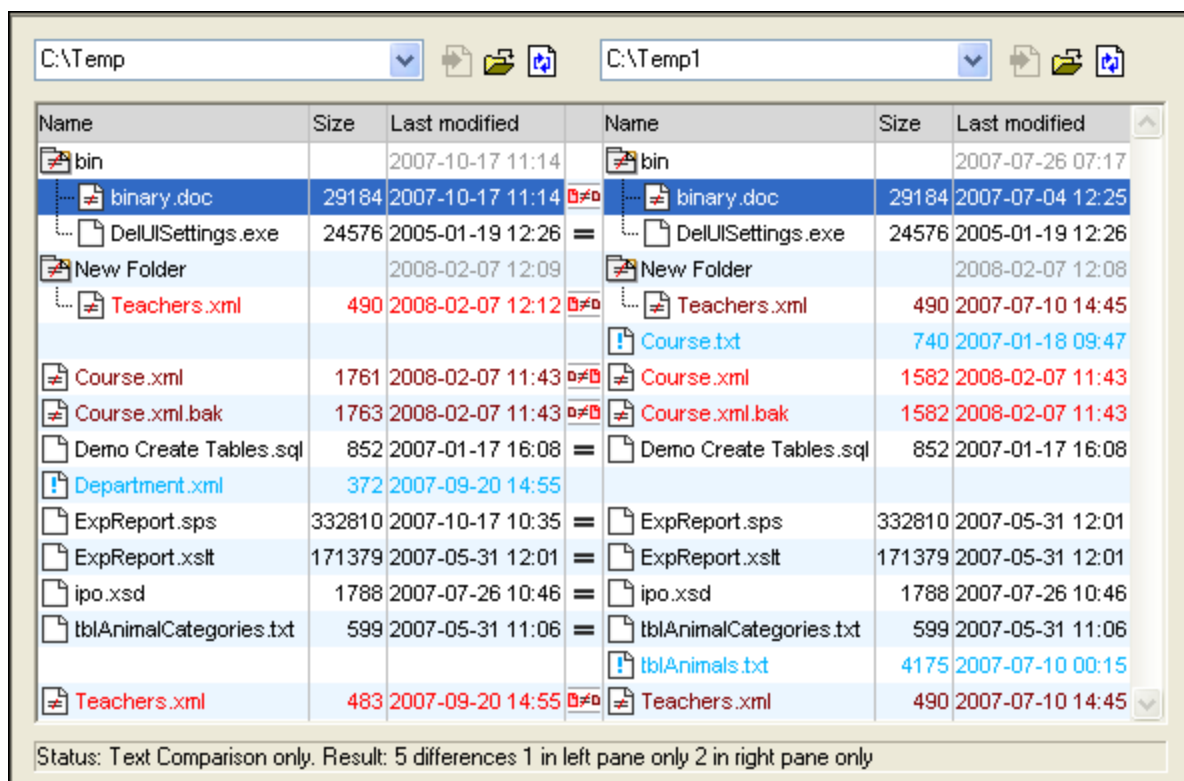 C:\Temp C:\Temp1
Name Size Last modified Name Size Last modified
bin 2007-10-17 11:14 bin 2007-07-26 07:17
binary.doc 29184 2007-10-17 11:14 ≠ binary.doc 29184 2007-07-04 12:25
DelUISettings.exe 24576 2005-01-19 12:26 = DelUISettings.exe 24576 2005-01-19 12:26
New Folder 2008-02-07 12:09 New Folder 2008-02-07 12:08
Teachers.xml 490 2008-02-07 12:12 ≠ Teachers.xml 490 2007-07-10 14:45
Course.txt 740 2007-01-18 09:47
Course.xml 1761 2008-02-07 11:43 ≠ Course.xml 1582 2008-02-07 11:43
Course.xml.bak 1763 2008-02-07 11:43 ≠ Course.xml.bak 1582 2008-02-07 11:43
Demo Create Tables.sql 852 2007-01-17 16:08 = Demo Create Tables.sql 852 2007-01-17 16:08
Department.xml 372 2007-09-20 14:55
ExpReport.sps 332810 2007-10-17 10:35 = ExpReport.sps 332810 2007-05-31 12:01
ExpReport.xslt 171379 2007-05-31 12:01 = ExpReport.xslt 171379 2007-05-31 12:01
ipo.xsd 1788 2007-07-26 10:46 = ipo.xsd 1788 2007-07-26 10:46
tblAnimalCategories.txt 599 2007-05-31 11:06 = tblAnimalCategories.txt 599 2007-05-31 11:06
tblAnimals.txt 4175 2007-07-10 00:15
Teachers.xml 483 2007-09-20 14:55 ≠ Teachers.xml 490 2007-07-10 14:45
Status: Text Comparison only. Result: 5 differences 1 in left pane only 2 in right pane only